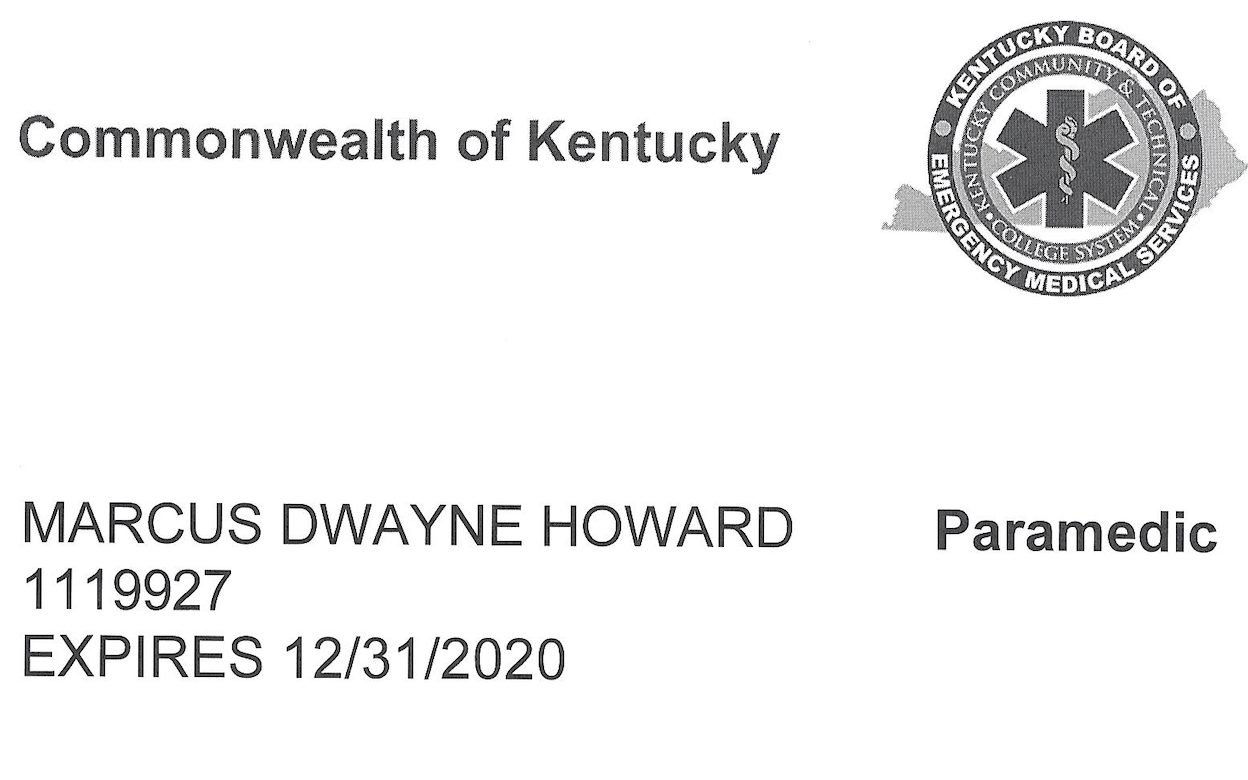 Commonwealth of Kentucky
KENTUCKY BOARD OF
EMERGENCY MEDICAL SERVICES
KENTUCKY COMMUNITY & TECHNICAL
COLLEGE SYSTEM
MARCUS DWAYNE HOWARD
Paramedic
1119927
EXPIRES 12/31/2020